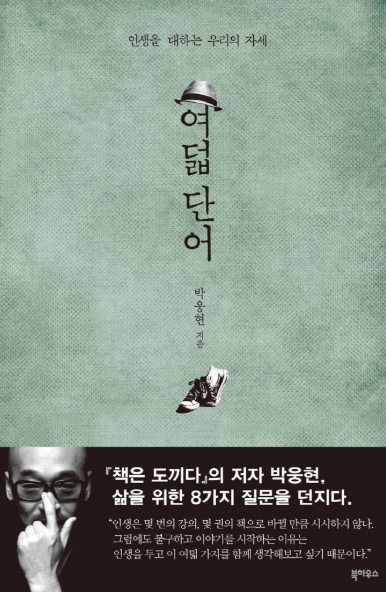 인생을 대하는 우리의 자세
여덟 단어
박웅현 지음
『책은 도끼다』의 저자 박웅현,
삶을 위한 8가지 질문을 던지다.
“인생은 몇 번의 강의, 몇 권의 책으로 바뀔 만큼 시시하지 않다.
그럼에도 불구하고 이야기를 시작하는 이유는
인생을 두고 이 여덟 가지를 함께 생각해보고 싶기 때문이다.”
북하우스